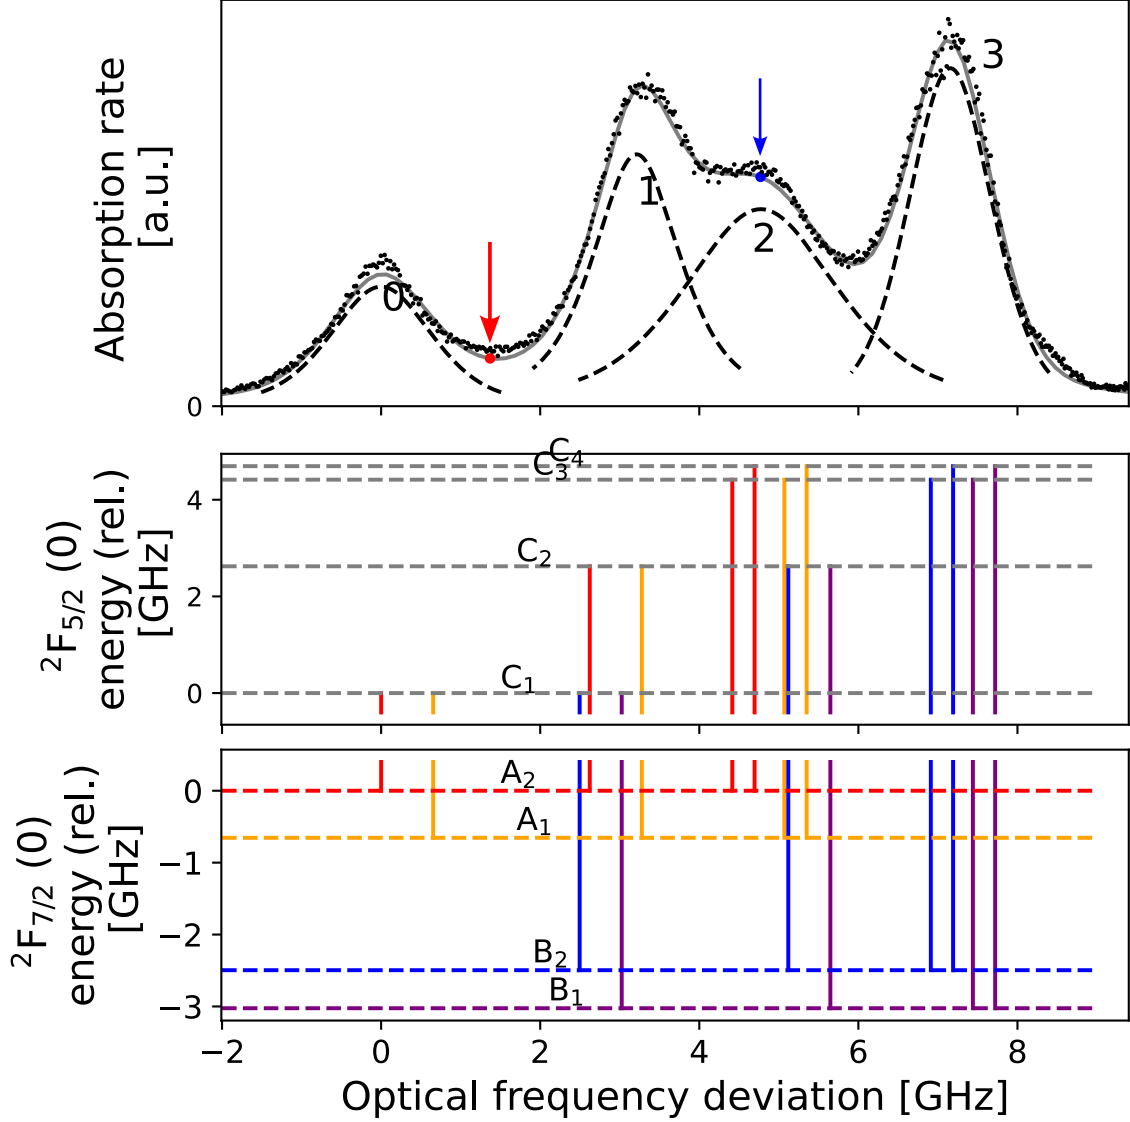 Absorption rate
[a.u.]
0
0
1
2
3
²F₅/₂ (0)
energy (rel.)
[GHz]
4
2
0
C₄
C₃
C₂
C₁
²F₇/₂ (0)
energy (rel.)
[GHz]
0
−1
−2
−3
A₂
A₁
B₂
B₁
−2 0 2 4 6 8
Optical frequency deviation [GHz]